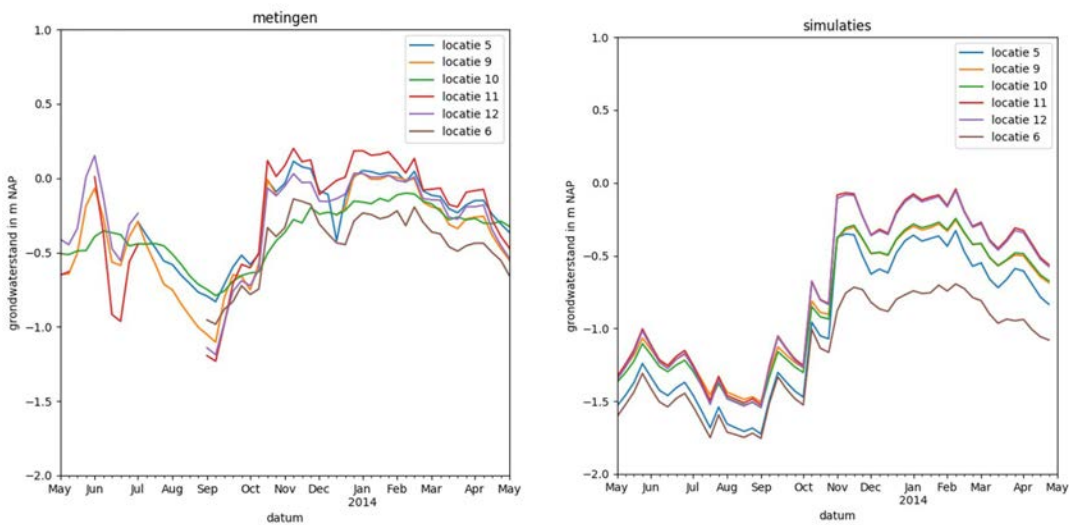 metingen
grondwaterstand in m NAP
1.0
0.5
0.0
−0.5
−1.0
−1.5
−2.0
locatie 5
locatie 9
locatie 10
locatie 11
locatie 12
locatie 6
May Jun Jul Aug Sep Oct Nov Dec Jan Feb Mar Apr May
2014
datum
simulaties
grondwaterstand in m NAP
1.0
0.5
0.0
−0.5
−1.0
−1.5
−2.0
locatie 5
locatie 9
locatie 10
locatie 11
locatie 12
locatie 6
May Jun Jul Aug Sep Oct Nov Dec Jan Feb Mar Apr May
2014
datum